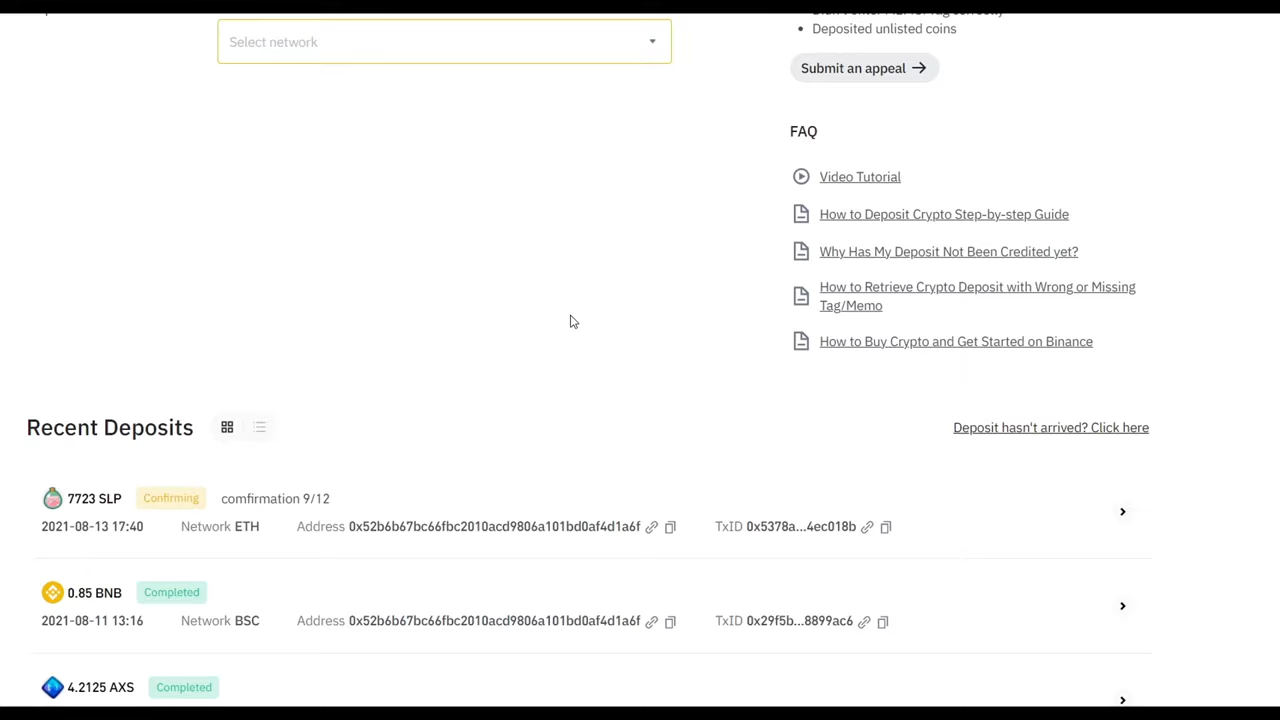 Select network
Deposited unlisted coins
Submit an appeal
FAQ
Video Tutorial
How to Deposit Crypto Step-by-step Guide
Why Has My Deposit Not Been Credited yet?
How to Retrieve Crypto Deposit with Wrong or Missing
Tag/Memo
How to Buy Crypto and Get Started on Binance
Recent Deposits
Deposit hasn't arrived? Click here
7723 SLP Confirming comfirmation 9/12
2021-08-13 17:40 Network ETH Address 0x52b6b67bc66fbc2010acd9806a101bd0af4d1a6f TxID 0x5378a...4ec018b
0.85 BNB Completed
2021-08-11 13:16 Network BSC Address 0x52b6b67bc66fbc2010acd9806a101bd0af4d1a6f TxID 0x29f5b...8899ac6
4.2125 AXS Completed